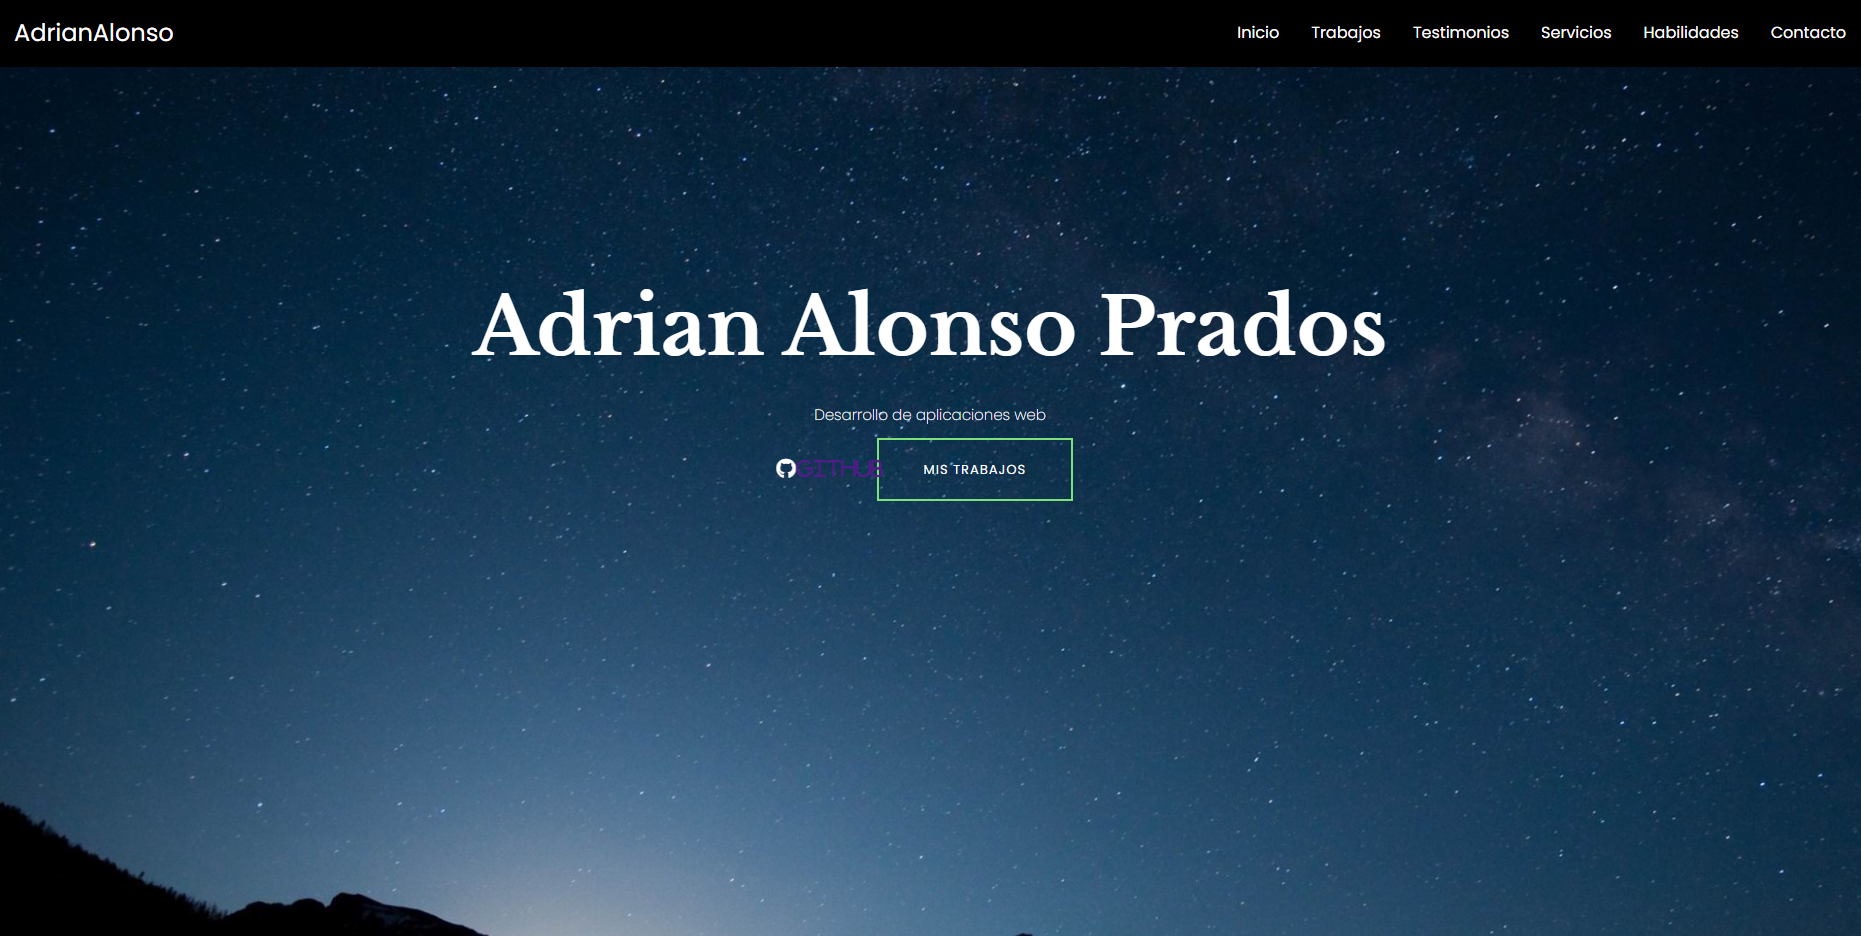 AdrianAlonso
Inicio Trabajos Testimonios Servicios Habilidades Contacto
Adrian Alonso Prados
Desarrollo de aplicaciones web
GITHUB MIS TRABAJOS